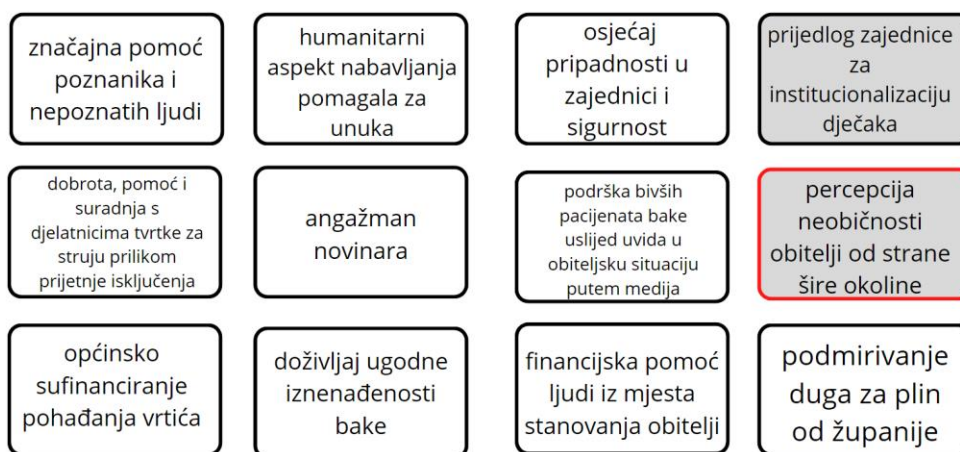 značajna pomoć
poznanika i
nepoznatih ljudi
humanitarni
aspekt nabavljanja
pomagala za
unuka
osjećaj
pripadnosti u
zajednici i
sigurnost
prijedlog zajednice
za
institucionalizaciju
dječaka
dobrota, pomoć i
suradnja s
djelatnicima tvrtke za
struju prilikom
prijetnje isključenja
angažman
novinara
podrška bivših
pacijenata bake
uslijed uvida u
obiteljsku situaciju
putem medija
percepcija
neobičnosti
obitelji od strane
šire okoline
općinsko
sufinanciranje
pohađanja vrtića
doživljaj ugodne
iznenađenosti
bake
financijska pomoć
ljudi iz mjesta
stanovanja obitelji
podmirivanje
duga za plin
od županije